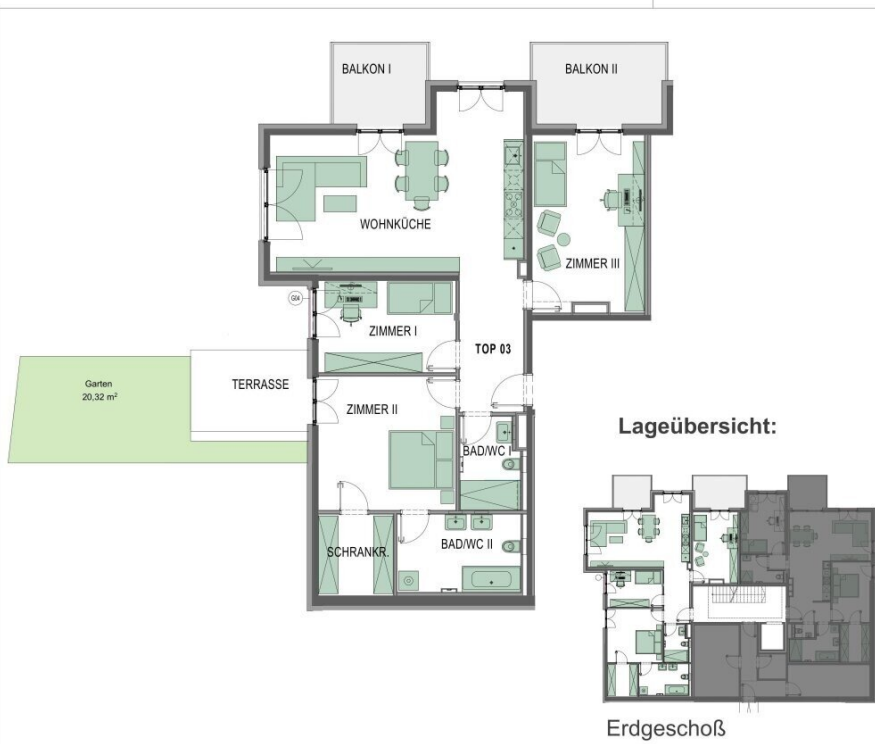 BALKON I
BALKON II
WOHNKÜCHE
ZIMMER III
G04
ZIMMER I
TOP 03
Garten
20,32 m²
TERRASSE
ZIMMER II
BAD/WC I
SCHRANKR.
BAD/WC II
Lageübersicht:
Erdgeschoß